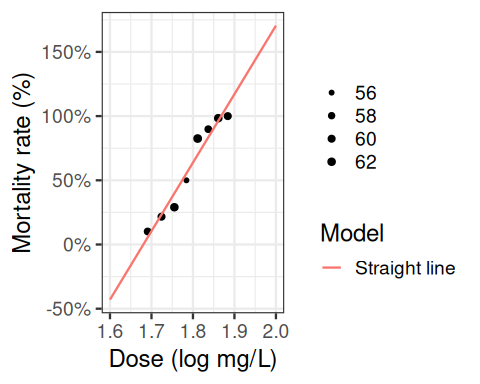 Mortality rate (%)
150%
100%
50%
0%
-50%
1.6 1.7 1.8 1.9 2.0
Dose (log mg/L)
56
58
60
62
Model
Straight line